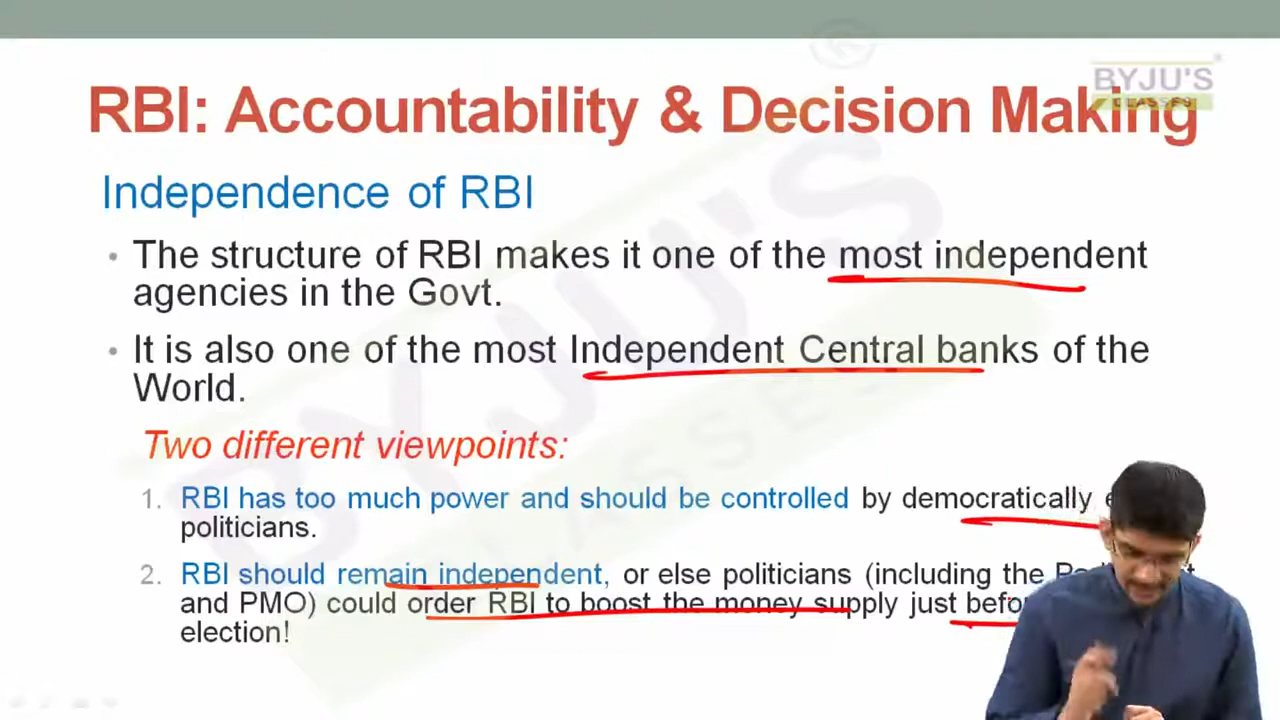 BYJU'S
CLASSES
RBI: Accountability & Decision Making
Independence of RBI
• The structure of RBI makes it one of the most independent
agencies in the Govt.
• It is also one of the most Independent Central banks of the
World.
Two different viewpoints:
1. RBI has too much power and should be controlled by democratically
politicians.
2. RBI should remain independent, or else politicians (including the
and PMO) could order RBI to boost the money supply just
election!
BYJU'S
CLASSES